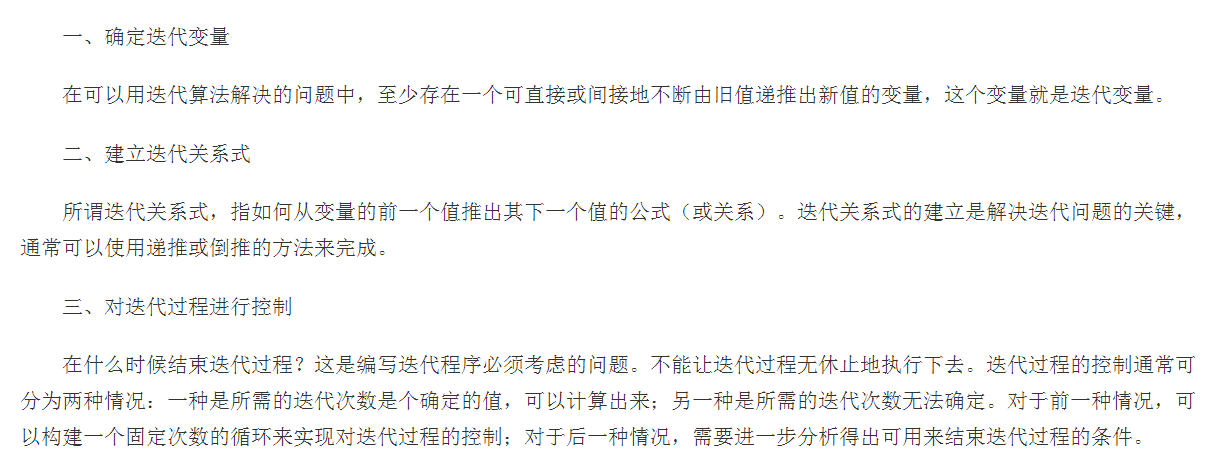 一、确定迭代变量
在可以用迭代算法解决的问题中，至少存在一个可直接或间接地不断由旧值递推出新值的变量，这个变量就是迭代变量。
二、建立迭代关系式
所谓迭代关系式，指如何从变量的前一个值推出其下一个值的公式（或关系）。迭代关系式的建立是解决迭代问题的关键，
通常可以使用递推或倒推的方法来完成。
三、对迭代过程进行控制
在什么时候结束迭代过程？这是编写迭代程序必须考虑的问题。不能让迭代过程无休止地执行下去。迭代过程的控制通常可
分为两种情况：一种是所需的迭代次数是个确定的值，可以计算出来；另一种是所需的迭代次数无法确定。对于前一种情况，可
以构建一个固定次数的循环来实现对迭代过程的控制；对于后一种情况，需要进一步分析得出可用来结束迭代过程的条件。